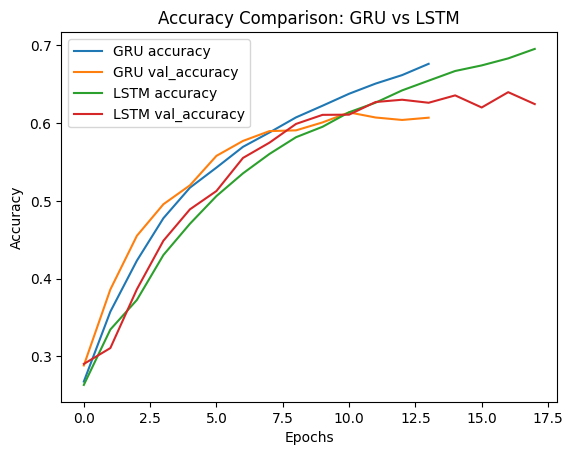 Accuracy Comparison: GRU vs LSTM
GRU accuracy
GRU val_accuracy
LSTM accuracy
LSTM val_accuracy
0.7
0.6
0.5
0.4
0.3
Accuracy
0.0 2.5 5.0 7.5 10.0 12.5 15.0 17.5
Epochs